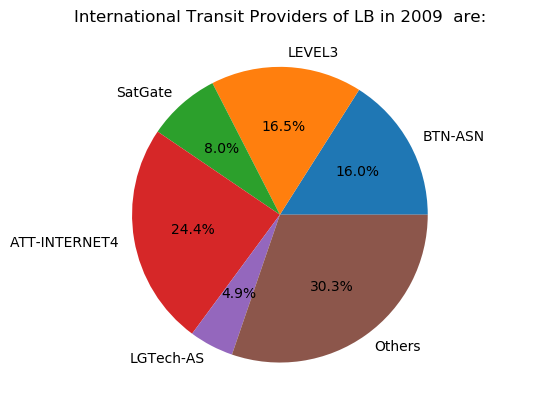 International Transit Providers of LB in 2009  are:
LEVEL3
SatGate
BTN-ASN
16.5%
8.0%
16.0%
24.4%
ATT-INTERNET4
4.9%
30.3%
LGTech-AS
Others